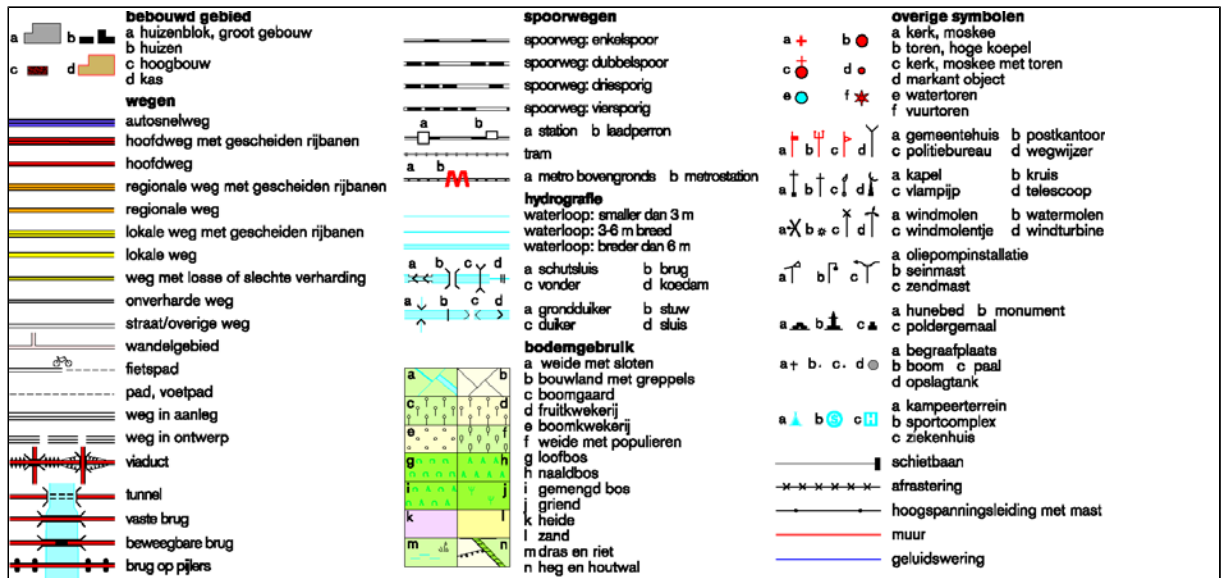 bebouwd gebied
a b a huizenblok, groot gebouw
b huizen
c d c hoogbouw
d kas
wegen
autosnelweg
hoofdweg met gescheiden rijbanen
hoofdweg
regionale weg met gescheiden rijbanen
regionale weg
lokale weg met gescheiden rijbanen
lokale weg
weg met losse of slechte verharding
onverharde weg
straat/overige weg
wandelgebied
fietspad
pad, voetpad
weg in aanleg
weg in ontwerp
viaduct
tunnel
vaste brug
beweegbare brug
brug op pijlers
spoorwegen
spoorweg: enkelspoor
spoorweg: dubbelspoor
spoorweg: driesporig
spoorweg: viersporig
a b
a station b laadperron
tram
a b
M a metro bovengronds b metrostation
hydrografie
waterloop: smaller dan 3 m
waterloop: 3-6 m breed
waterloop: breder dan 6 m
a b c d
a schutsluis b brug
c vonder d koedam
a b c d
a grondduiker b stuw
c duiker d sluis
bodemgebruik
a b a weide met sloten
b bouwland met greppels
c d c boomgaard
d fruitkwekerij
e f e boomkwekerij
f weide met populieren
g h g loofbos
h naaldbos
i j i gemengd bos
j griend
k l k heide
l zand
m n m dras en riet
n heg en houtwal
overige symbolen
a b a kerk, moskee
b toren, hoge koepel
c d c kerk, moskee met toren
d markant object
e f e watertoren
f vuurtoren
a b c d a gemeentehuis b postkantoor
c politiebureau d wegwijzer
a b c d a kapel b kruis
c vlampijp d telescoop
a b c d a windmolen b watermolen
c windmolentje d windturbine
a b c a oliepompinstallatie
b seinmast
c zendmast
a b c a hunebed b monument
c poldergemaal
a b. c. d a begraafplaats
b boom c paal
d opslagtank
a b S c H a kampeerterrein
b sportcomplex
c ziekenhuis
schietbaan
afrastering
hoogspanningsleiding met mast
muur
geluidswering